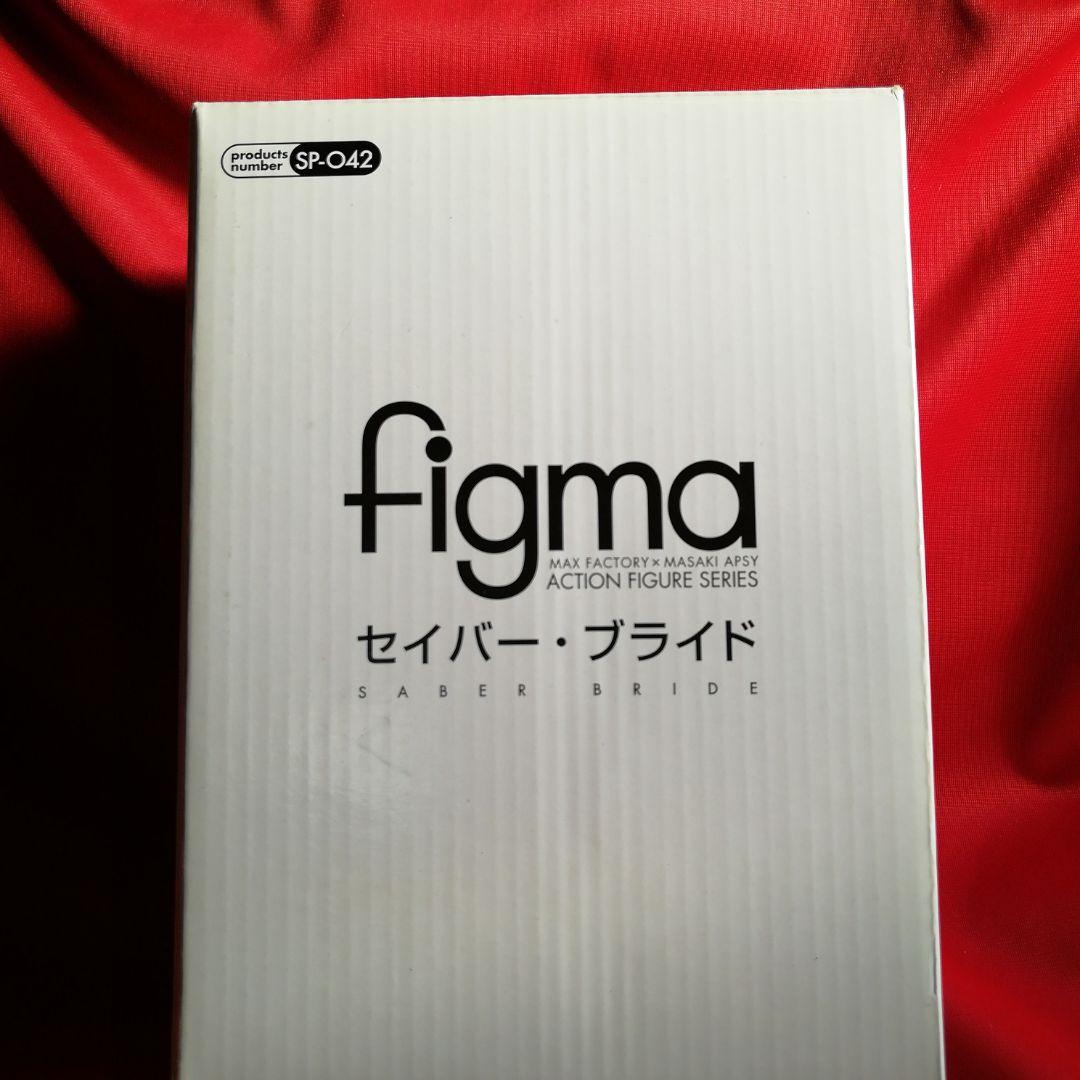 products
number
SP-042
figma
MAX FACTORY×MASAKI APSY
ACTION FIGURE SERIES
セイバー・ブライド
SABER BRIDE